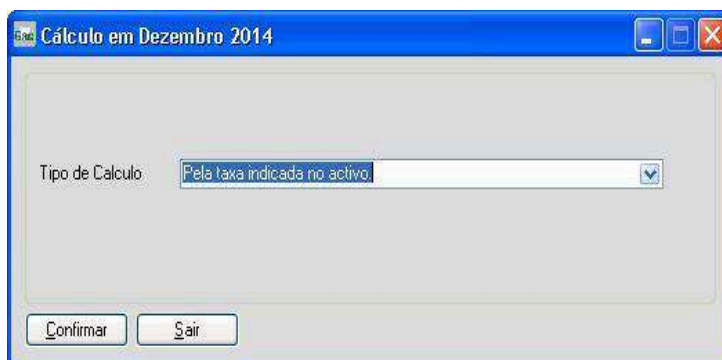 Cálculo em Dezembro 2014
Tipo de Calculo
Pela taxa indicada no activo.
Confirmar
Sair